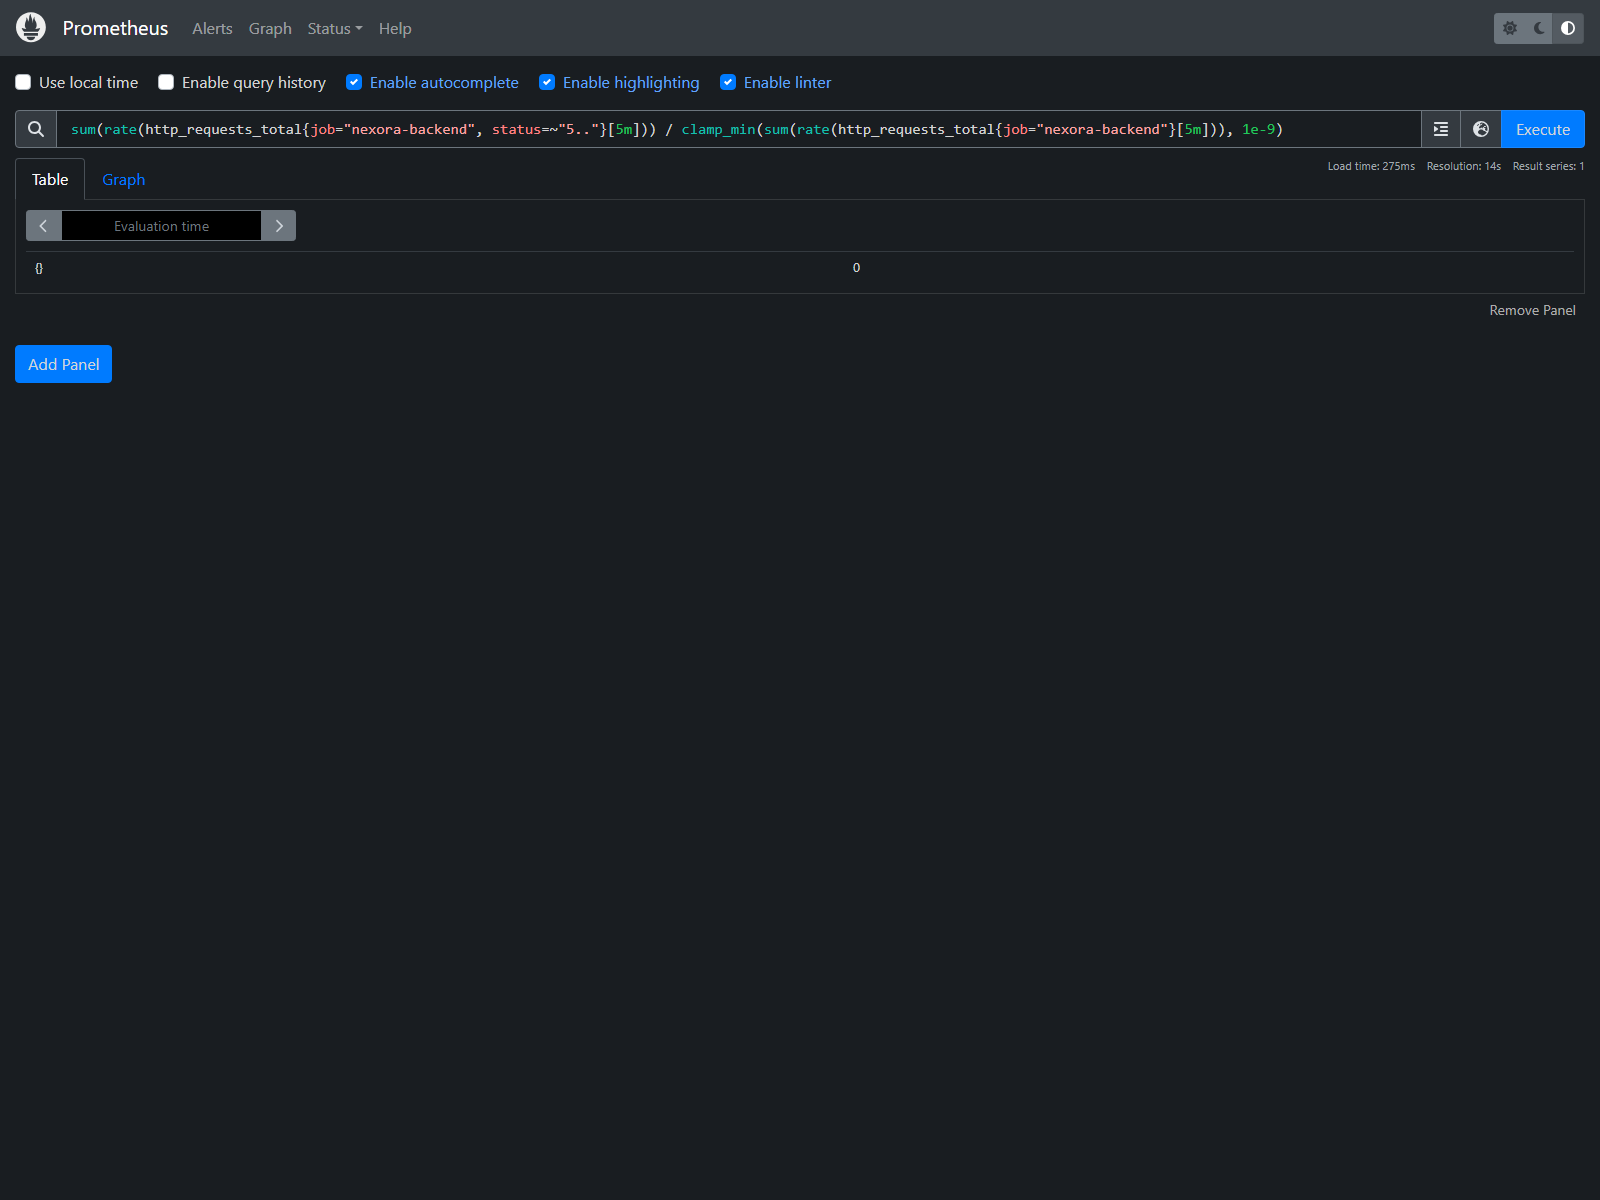 Prometheus Alerts Graph Status Help
Use local time Enable query history Enable autocomplete Enable highlighting Enable linter
sum(rate(http_requests_total{job="nexora-backend", status=~"5.."}[5m])) / clamp_min(sum(rate(http_requests_total{job="nexora-backend"}[5m])), 1e-9) Execute
Load time: 275ms Resolution: 14s Result series: 1
Table Graph
Evaluation time
{} 0
Remove Panel
Add Panel